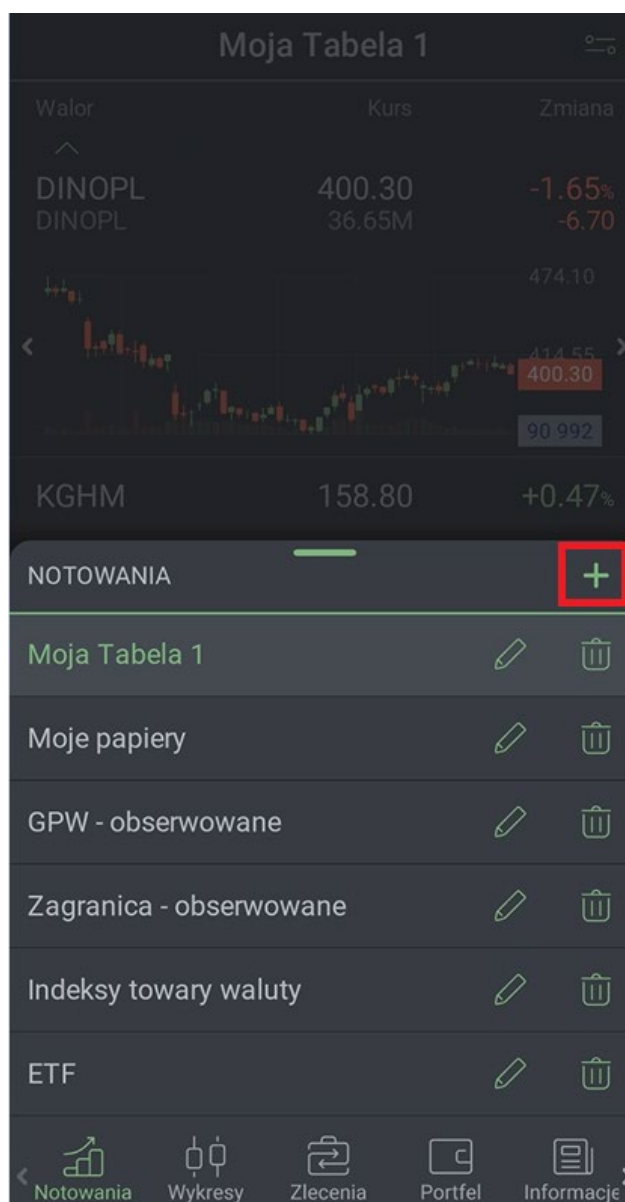 Moja Tabela 1
Walor Kurs Zmiana
DINOPL 400.30 -1.65%
DINOPL 36.65M -6.70
474.10
414.55
400.30
90 992
KGHM 158.80 +0.47%
NOTOWANIA
Moja Tabela 1
Moje papiery
GPW - obserwowane
Zagranica - obserwowane
Indeksy towary waluty
ETF
Notowania Wykresy Zlecenia Portfel Informacje